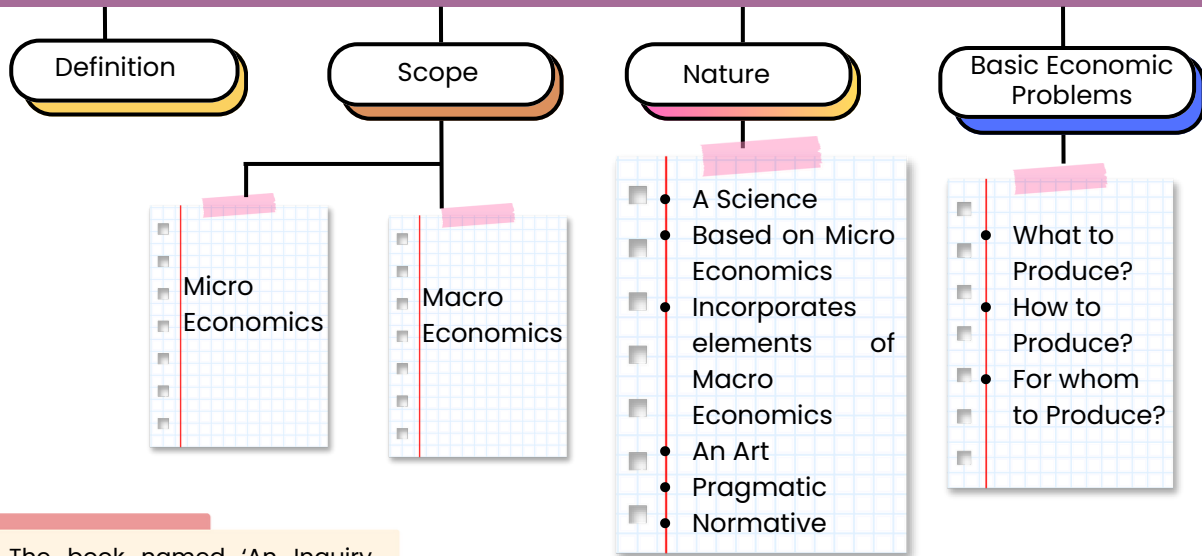 Definition
Scope
Nature
Basic Economic
Problems
Micro
Economics
Macro
Economics
• A Science
• Based on Micro
Economics
• Incorporates
elements of
Macro
Economics
• An Art
• Pragmatic
• Normative
• What to
Produce?
• How to
Produce?
• For whom
to Produce?
The book named 'An Inquiry